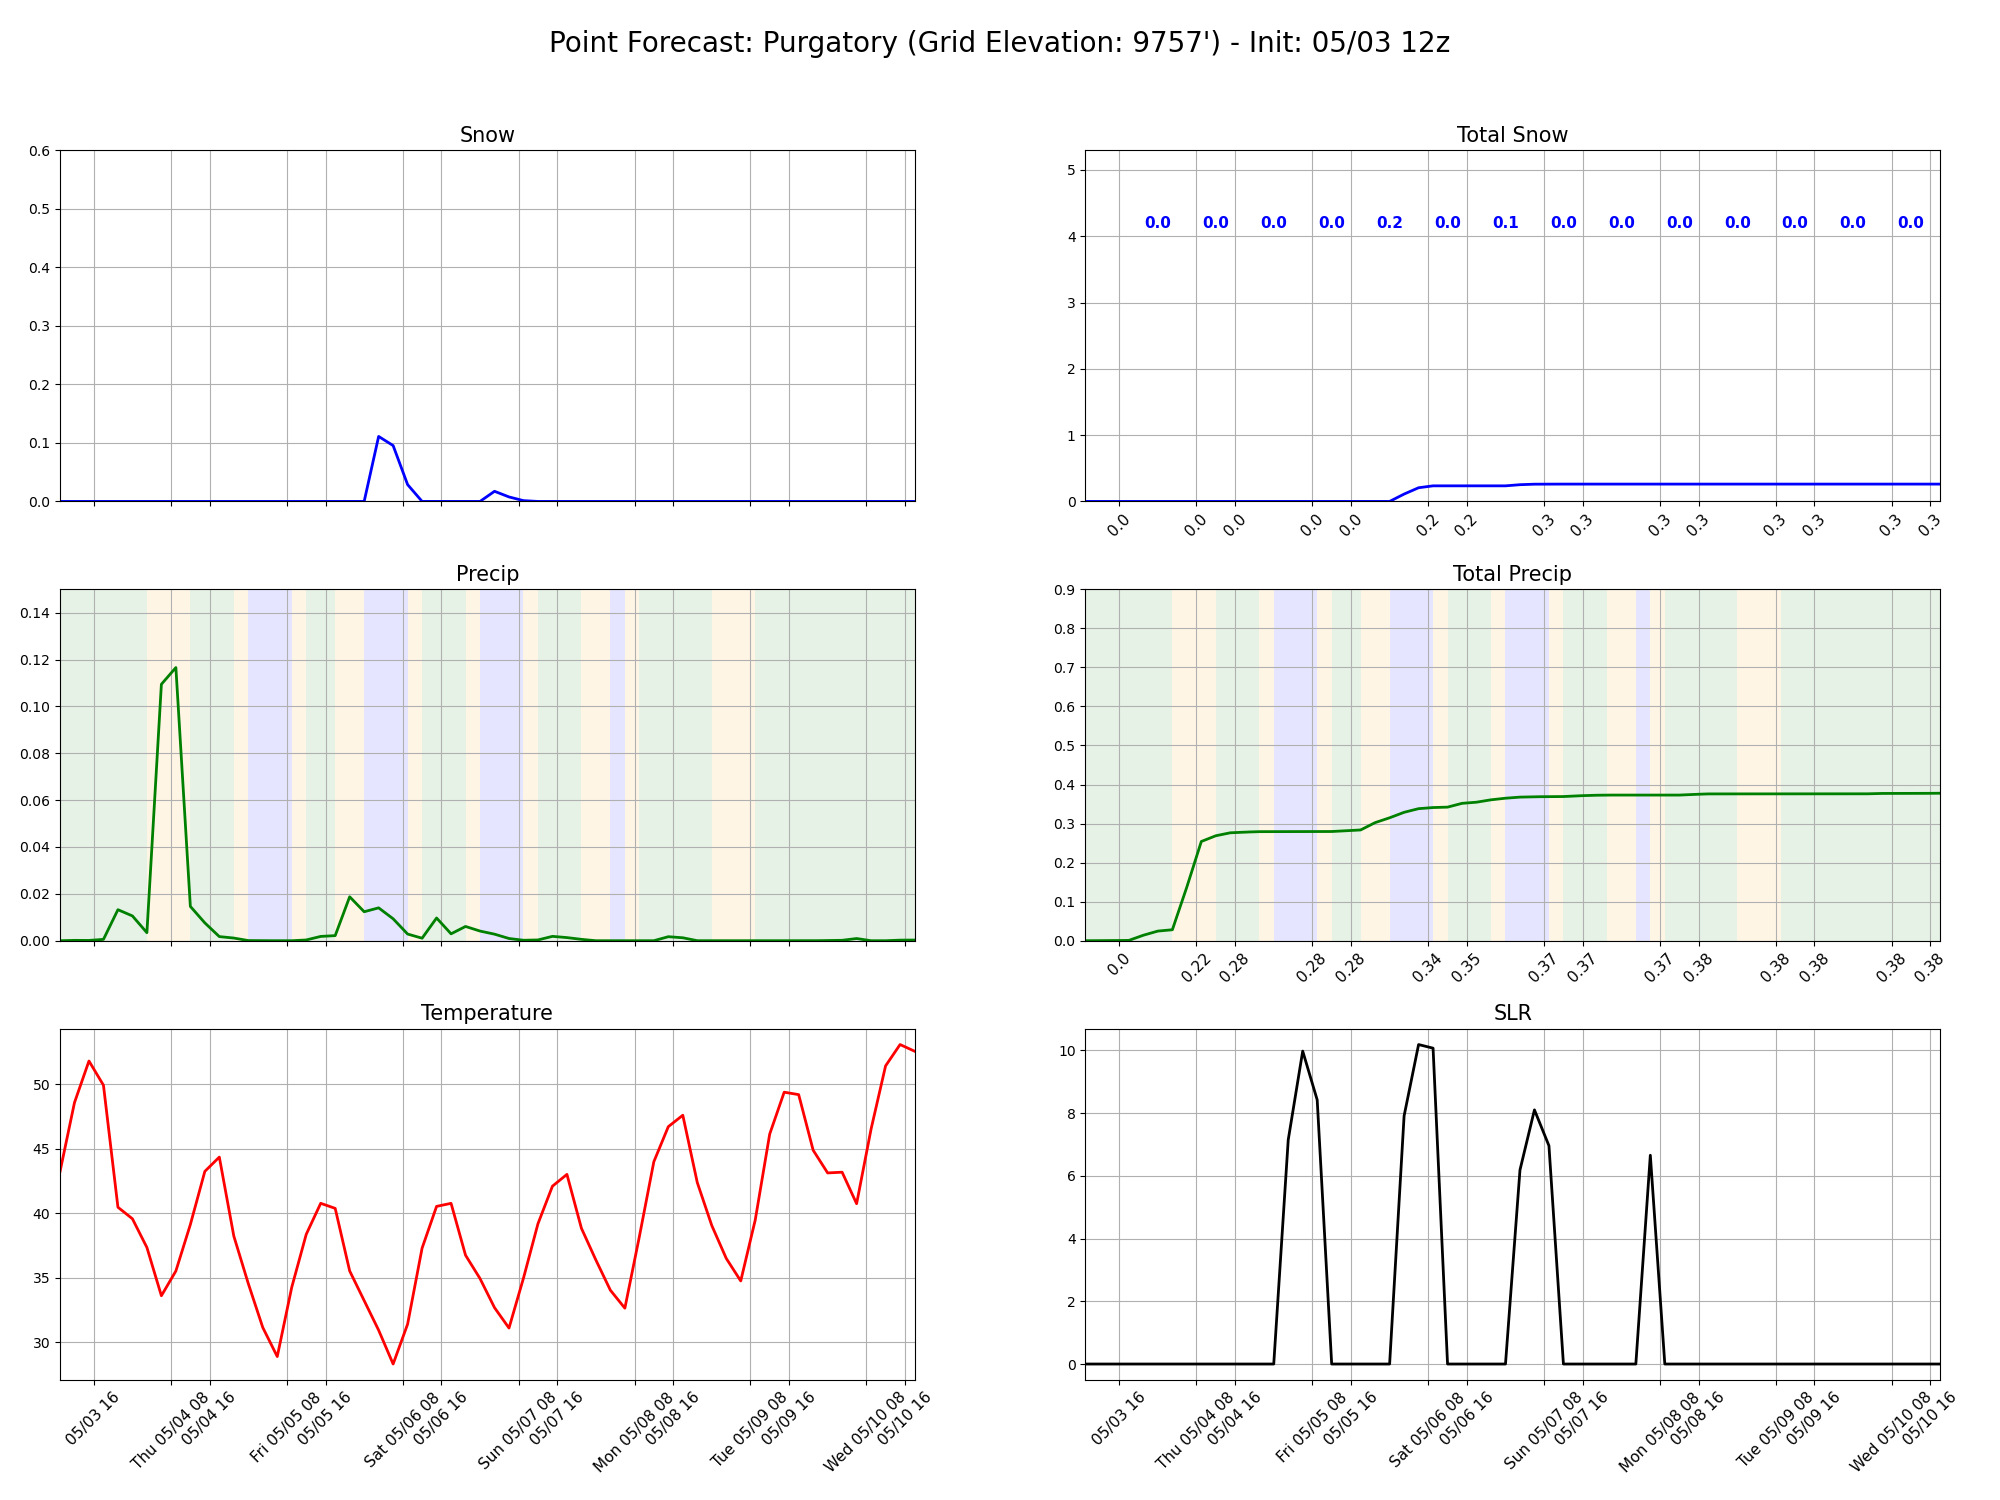 Point Forecast: Purgatory (Grid Elevation: 9757') - Init: 05/03 12z
Snow
0.6
0.5
0.4
0.3
0.2
0.1
0.0
Total Snow
5
4
3
2
1
0
0.0 0.0 0.0 0.0 0.2 0.0 0.1 0.0 0.0 0.0 0.0 0.0 0.0 0.0
0.0 0.0 0.0 0.0 0.0 0.2 0.2 0.3 0.3 0.3 0.3 0.3 0.3 0.3 0.3
Precip
0.14
0.12
0.10
0.08
0.06
0.04
0.02
0.00
Total Precip
0.9
0.8
0.7
0.6
0.5
0.4
0.3
0.2
0.1
0.0
0.0 0.22 0.28 0.28 0.28 0.34 0.35 0.37 0.37 0.37 0.38 0.38 0.38 0.38 0.38
Temperature
50
45
40
35
30
05/03 16
Thu 05/04 08
05/04 16
Fri 05/05 08
05/05 16
Sat 05/06 08
05/06 16
Sun 05/07 08
05/07 16
Mon 05/08 08
05/08 16
Tue 05/09 08
05/09 16
Wed 05/10 08
05/10 16
SLR
10
8
6
4
2
0
05/03 16
Thu 05/04 08
05/04 16
Fri 05/05 08
05/05 16
Sat 05/06 08
05/06 16
Sun 05/07 08
05/07 16
Mon 05/08 08
05/08 16
Tue 05/09 08
05/09 16
Wed 05/10 08
05/10 16